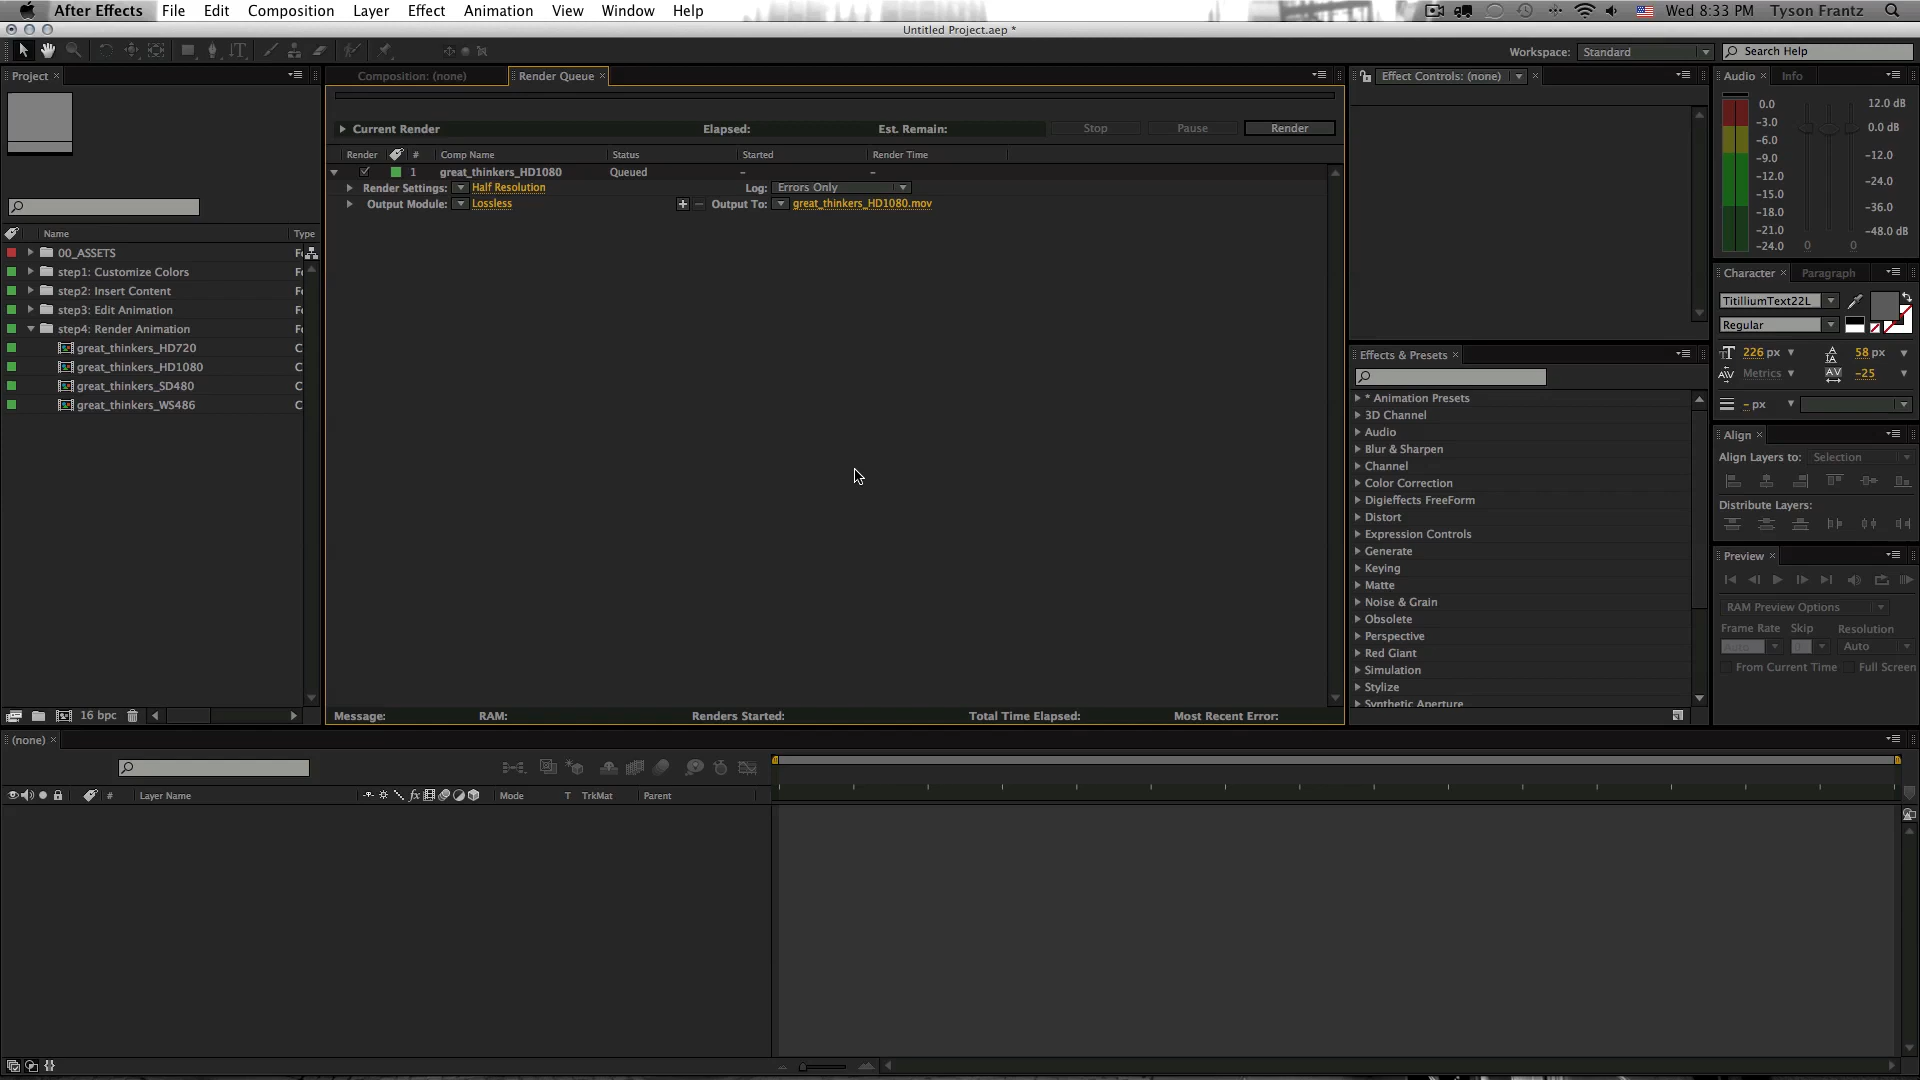 After Effects File Edit Composition Layer Effect Animation View Window Help Wed 8:33 PM Tyson Frantz
Untitled Project.aep *
Workspace: Standard Search Help
Project Composition: (none) Render Queue Effect Controls: (none) Audio Info
Current Render Elapsed: Est. Remain: Stop Pause Render
Render # Comp Name Status Started Render Time
1 great_thinkers_HD1080 Queued - -
Render Settings: Half Resolution Log: Errors Only
Output Module: Lossless Output To: great_thinkers_HD1080.mov
Name Type
00_ASSETS
step1: Customize Colors
step2: Insert Content
step3: Edit Animation
step4: Render Animation
great_thinkers_HD720
great_thinkers_HD1080
great_thinkers_SD480
great_thinkers_WS486
16 bpc
Message: RAM: Renders Started: Total Time Elapsed: Most Recent Error:
Effects & Presets
* Animation Presets
3D Channel
Audio
Blur & Sharpen
Channel
Color Correction
Digieffects FreeForm
Distort
Expression Controls
Generate
Keying
Matte
Noise & Grain
Obsolete
Perspective
Red Giant
Simulation
Stylize
Synthetic Aperture
0.0 12.0 dB
-3.0 0.0 dB
-6.0
-9.0 -12.0
-12.0 -24.0
-15.0
-18.0 -36.0
-21.0 -48.0 dB
-24.0 0 0
Character Paragraph
TitilliumText22L
Regular
226 px 58 px
Metrics -25
- px
Align
Align Layers to: Selection
Distribute Layers:
Preview
RAM Preview Options
Frame Rate Skip Resolution
Auto 0 Auto
From Current Time Full Screen
(none)
# Layer Name fx Mode T TrkMat Parent